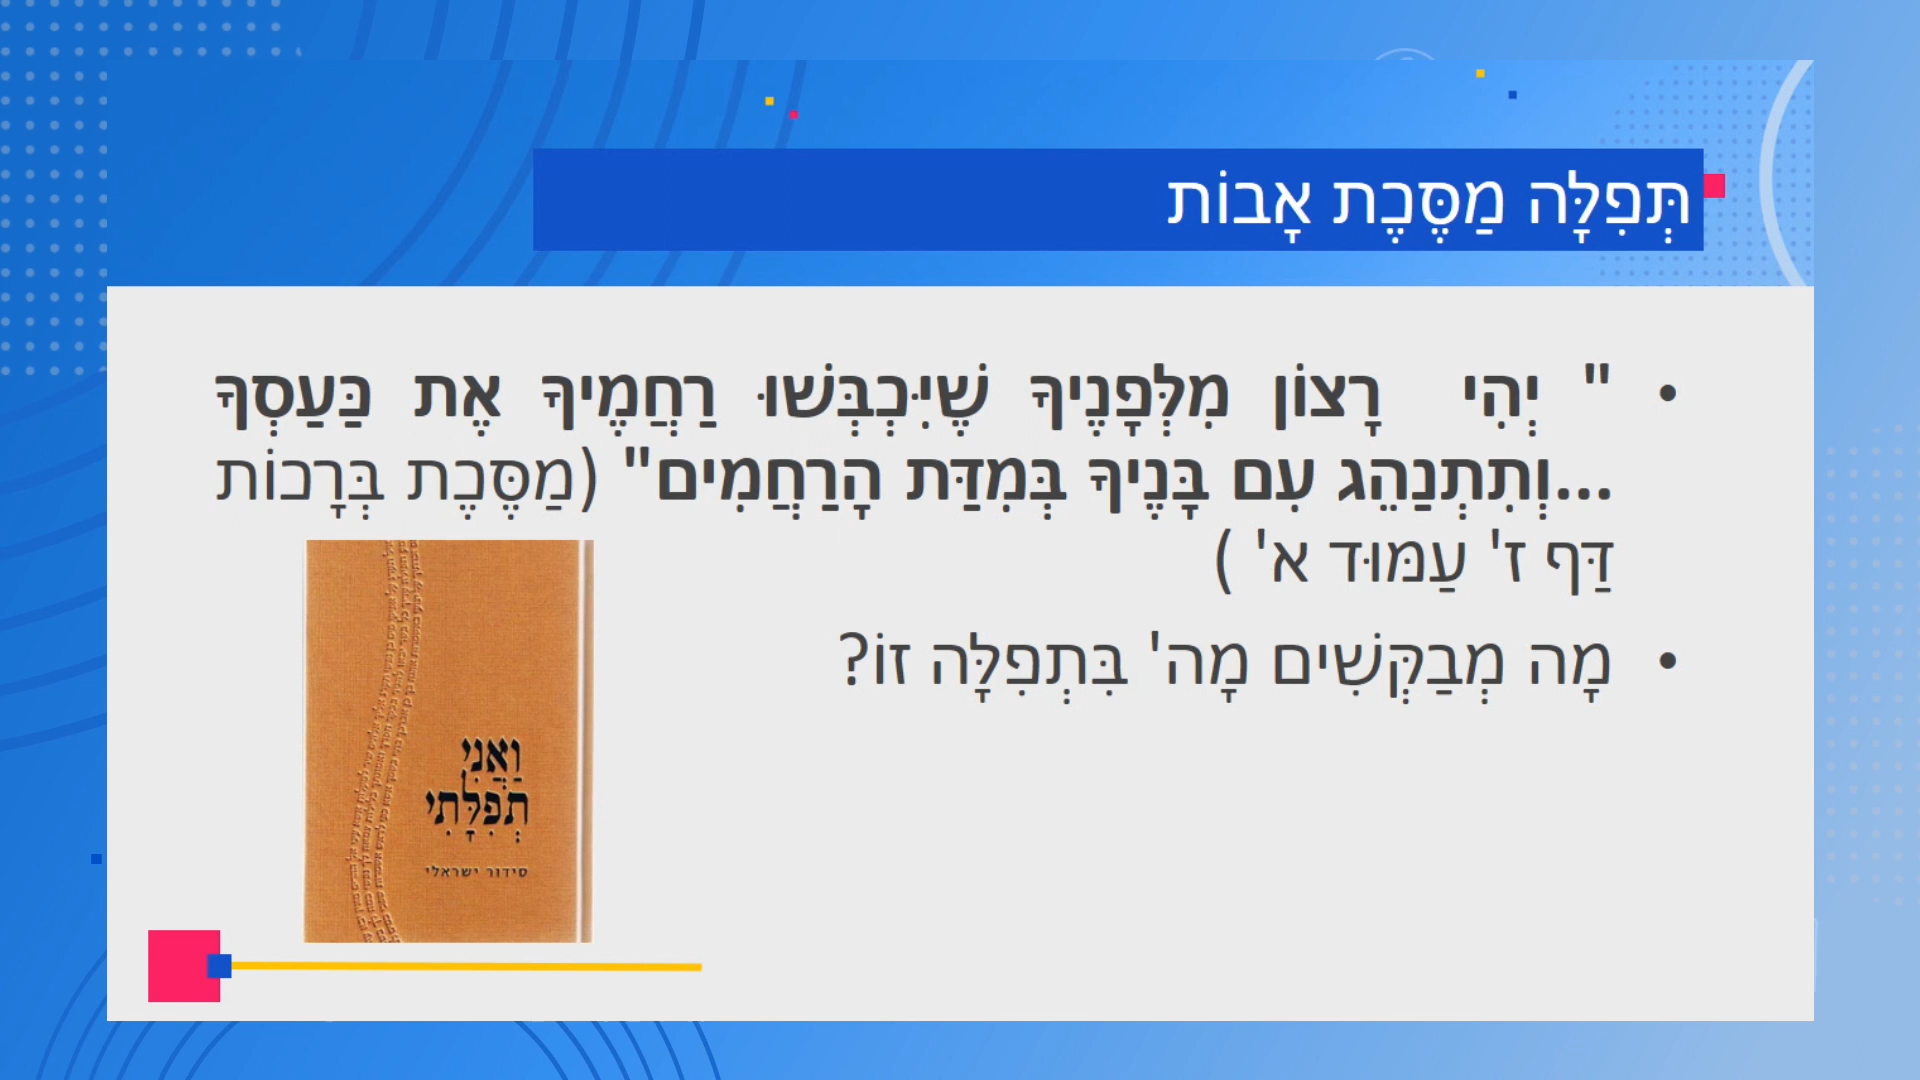 תְּפִלָּה מַסֶּכֶת אָבוֹת
• " יְהִי רָצוֹן מִלְּפָנֶיךָ שֶׁיִּכְבְּשׁוּ רַחֲמֶיךָ אֶת כַּעַסְךָ
...וְתִתְנַהֵג עִם בָּנֶיךָ בְּמִדַּת הָרַחֲמִים" (מַסֶּכֶת בְּרָכוֹת
דַּף ז' עַמּוּד א' )
• מָה מְבַקְּשִׁים מָה' בִּתְפִלָּה זוֹ?
וַאֲנִי
תְפִלָּתִי
סידור ישראלי